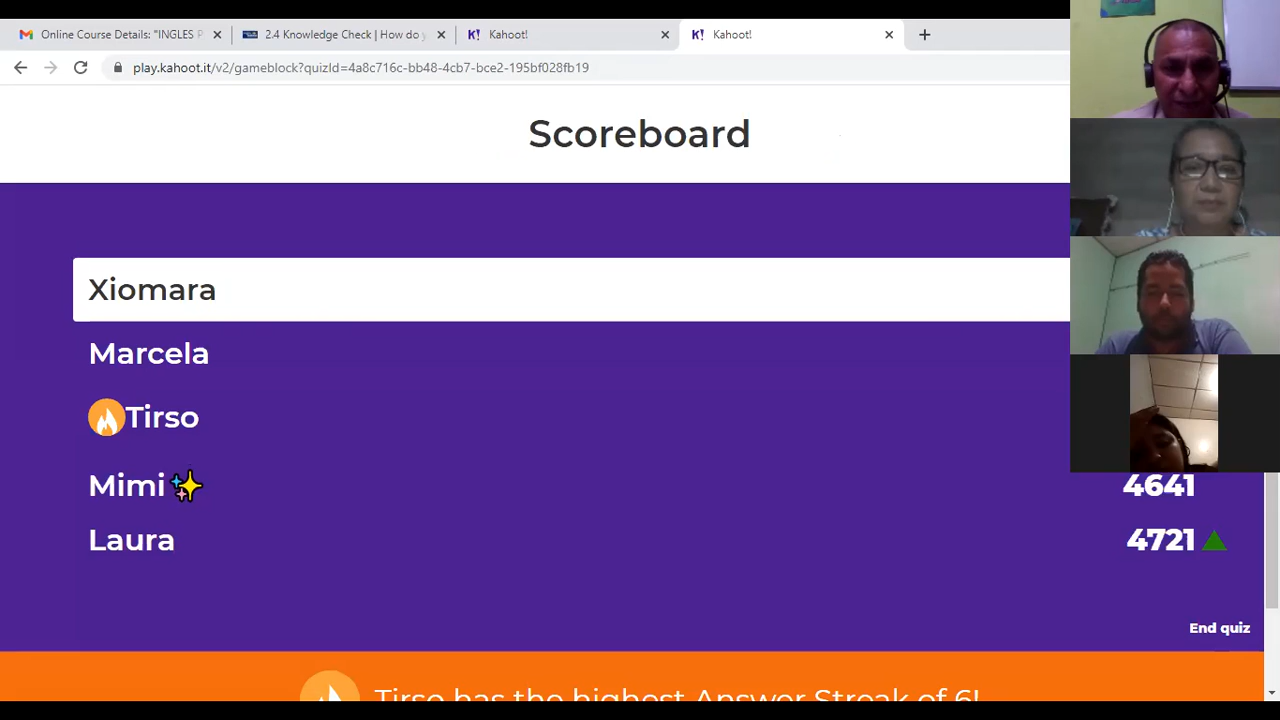 Online Course Details: "INGLES P
2.4 Knowledge Check | How do y
Kahoot!
Kahoot!
play.kahoot.it/v2/gameblock?quizId=4a8c716c-bb48-4cb7-bce2-195bf028fb19
Scoreboard
Xiomara
Marcela
Tirso
Mimi✨ 4641
Laura 4721
End quiz
Tirso has the highest Answer Streak of 6!